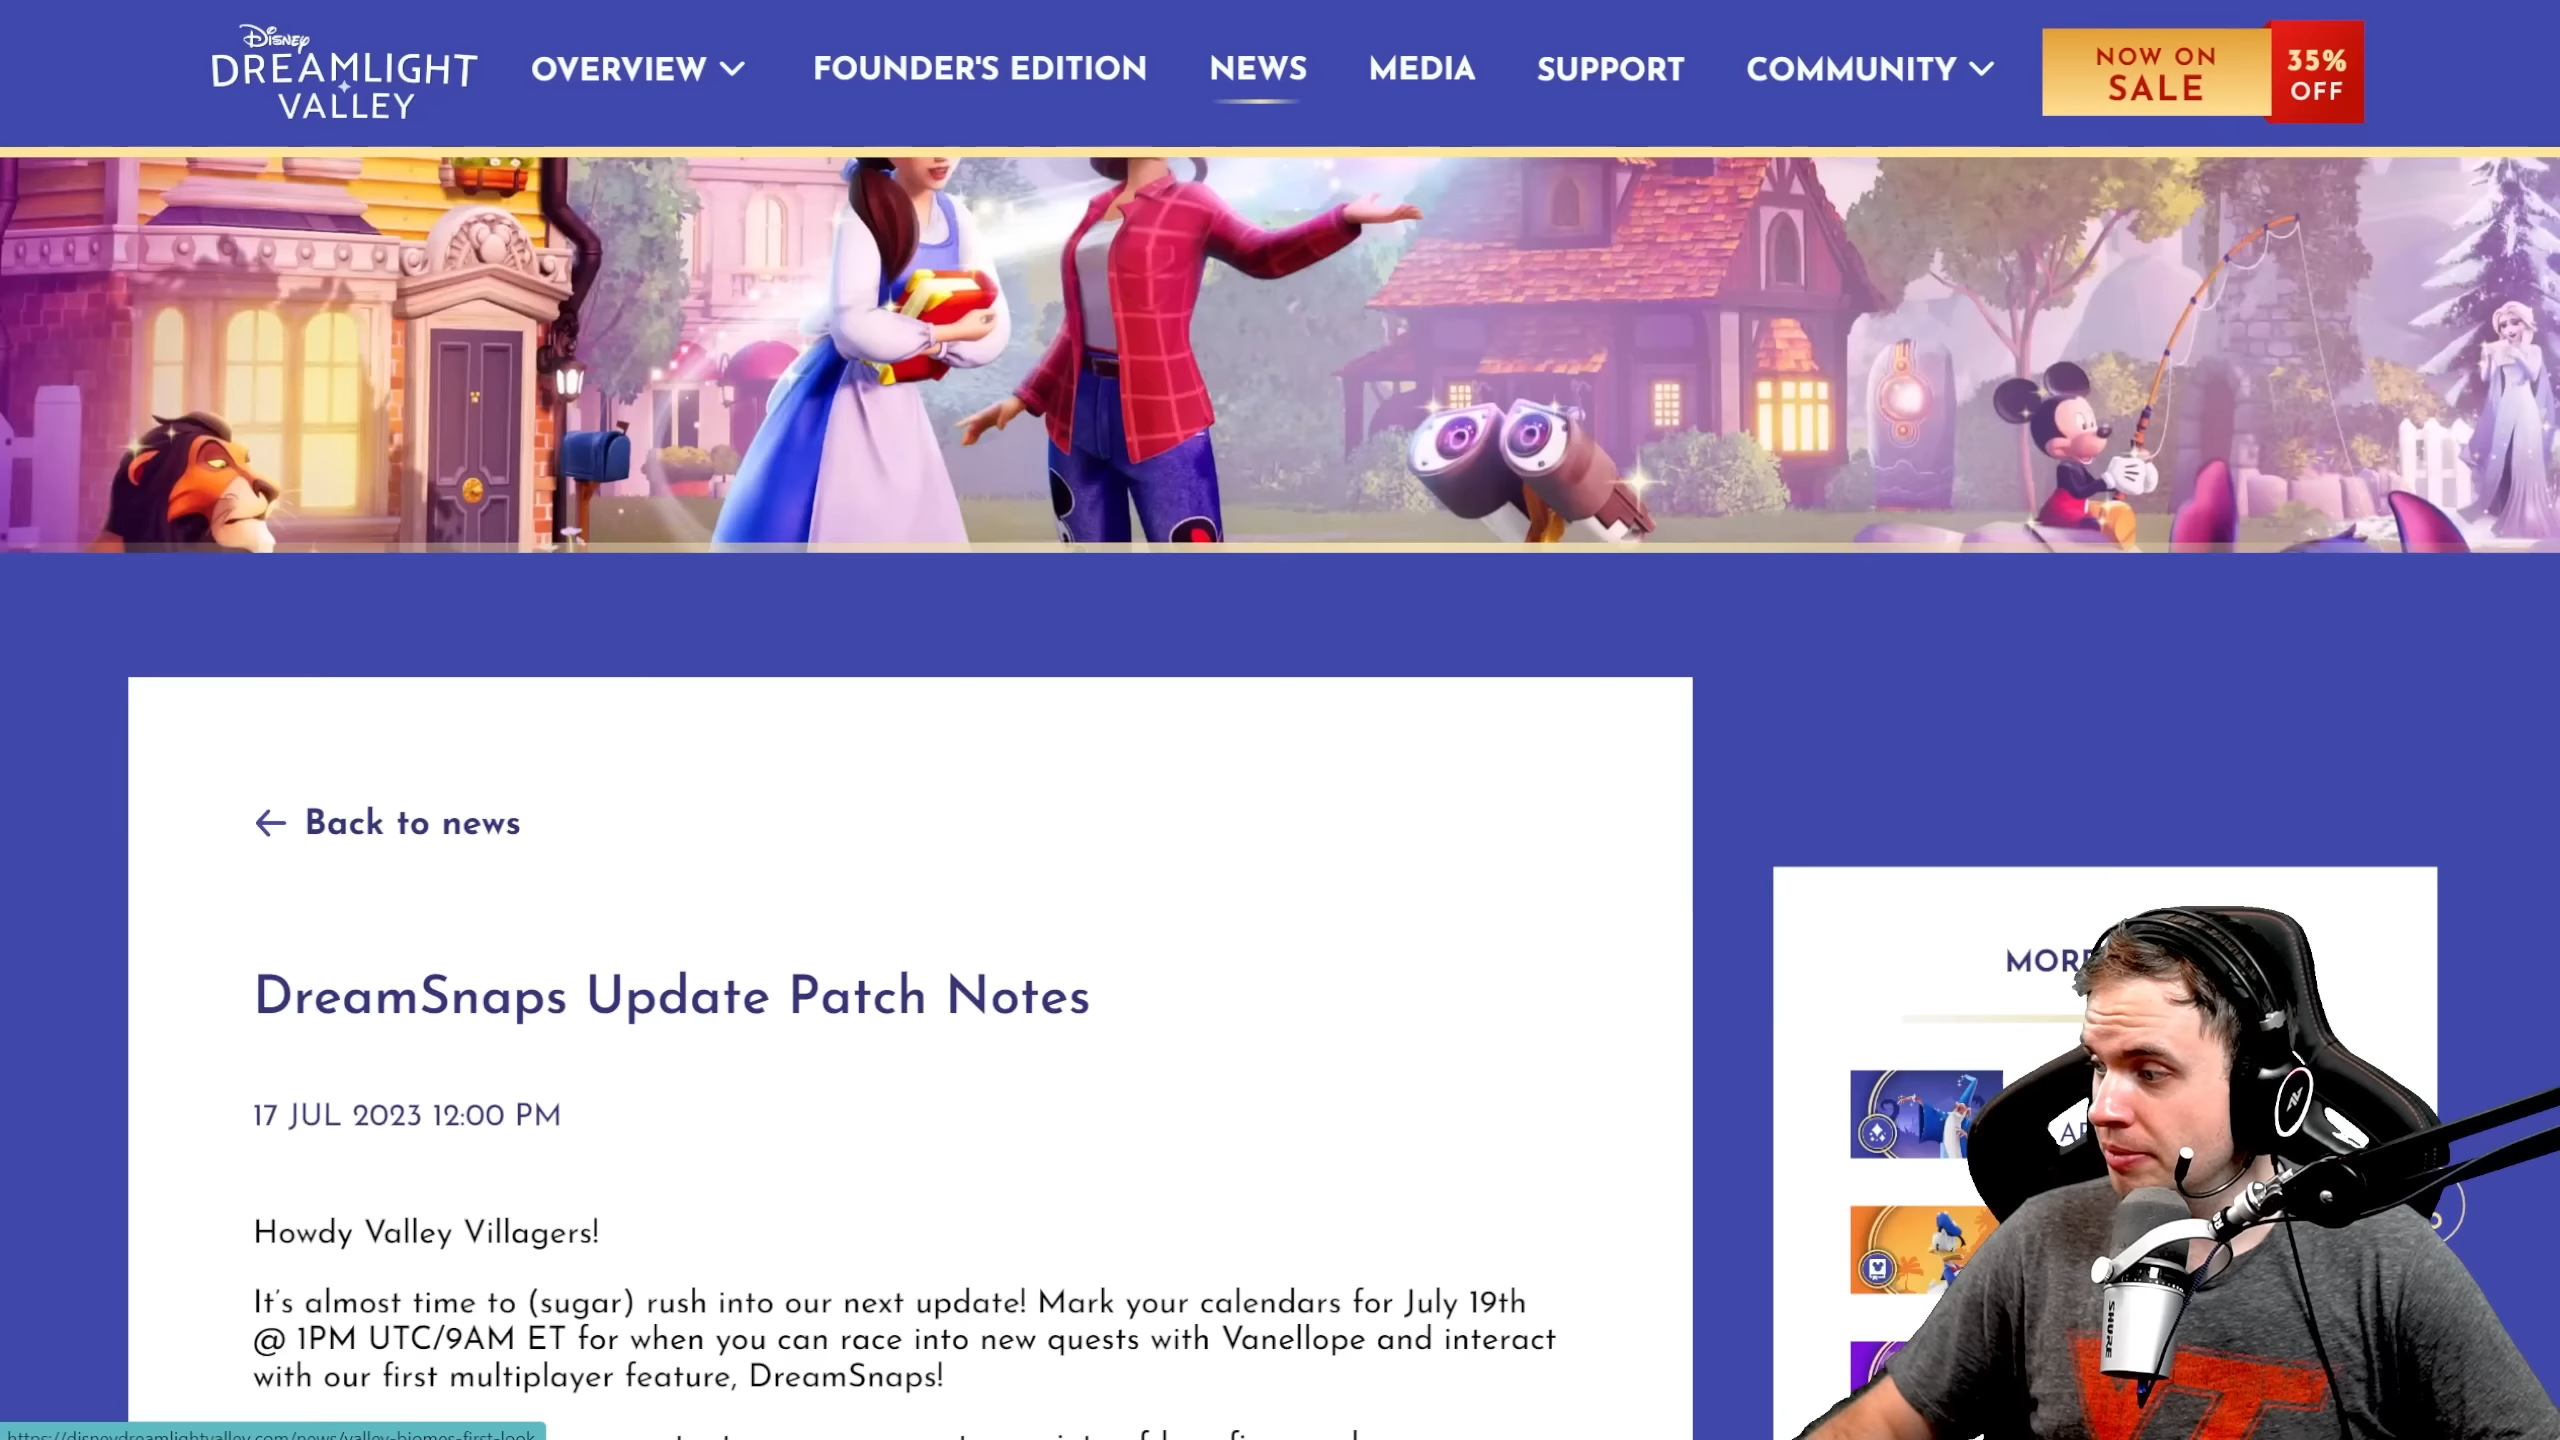 Disney
DREAMLIGHT
VALLEY
OVERVIEW
FOUNDER'S EDITION
NEWS
MEDIA
SUPPORT
COMMUNITY
NOW ON
SALE
35%
OFF
← Back to news
DreamSnaps Update Patch Notes
17 JUL 2023 12:00 PM
Howdy Valley Villagers!
It's almost time to (sugar) rush into our next update! Mark your calendars for July 19th
@ 1PM UTC/9AM ET for when you can race into new quests with Vanellope and interact
with our first multiplayer feature, DreamSnaps!
MORE
SHURE
https://disneydreamlightvalley.com/news/valley-biomes-first-look